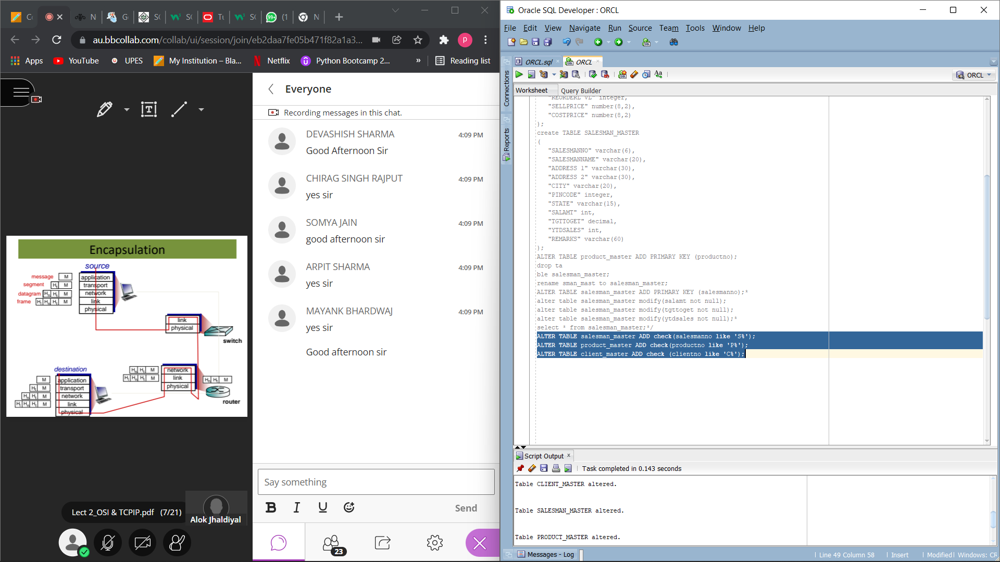 Oracle SQL Developer : ORCL
au.bbcollab.com/collab/ui/session/join/eb2daa7fe05b471f82a1a3...
Apps
YouTube
UPES
My Institution – Bla...
Netflix
Python Bootcamp 2...
»
Reading list
Everyone
Recording messages in this chat.
DEVASHISH SHARMA
4:09 PM
Good Afternoon Sir
CHIRAG SINGH RAJPUT
4:09 PM
yes sir
SOMYA JAIN
4:09 PM
good afternoon sir
ARPIT SHARMA
4:09 PM
yes sir
MAYANK BHARDWAJ
4:09 PM
yes sir
Good afternoon sir
Say something
B I U
Send
23
Encapsulation
source
message M
application
segment Ht M
transport
datagram Hn Ht M
network
frame Hl Hn Ht M
link
physical
link
physical
switch
destination
M
application
Ht M
transport
Hn Ht M
network
Hl Hn Ht M
link
physical
Hn Ht M
network
Hl Hn Ht M
link
physical
Hn Ht M
router
Lect 2_OSI & TCPIP.pdf (7/21)
Alok Jhaldiyal
File Edit View Navigate Run Source Team Tools Window Help
ORCL.sql
ORCL
Connections
Reports
ORCL
Worksheet
Query Builder
"REORDERL VL" integer,
"SELLPRICE" number(8,2),
"COSTPRICE" number(8,2)
);
create TABLE SALESMAN_MASTER
(
"SALESMANNO" varchar(6),
"SALESMANNAME" varchar(20),
"ADDRESS 1" varchar(30),
"ADDRESS 2" varchar(30),
"CITY" varchar(20),
"PINCODE" integer,
"STATE" varchar(15),
"SALAMT" int,
"TGTTOGET" decimal,
"YTDSALES" int,
"REMARKS" varchar(60)
);
ALTER TABLE product_master ADD PRIMARY KEY (productno);
drop ta
ble salesman_master;
rename sman_mast to salesman_master;
ALTER TABLE salesman_master ADD PRIMARY KEY (salesmanno);*
alter table salesman_master modify(salamt not null);
alter table salesman_master modify(tgttoget not null);
alter table salesman_master modify(ytdsales not null);*
select * from salesman_master;*/
ALTER TABLE salesman_master ADD check(salesmanno like 'S%');
ALTER TABLE product_master ADD check(productno like 'P%');
ALTER TABLE client_master ADD check (clientno like 'C%');
Script Output
Task completed in 0.143 seconds
Table CLIENT_MASTER altered.
Table SALESMAN_MASTER altered.
Table PRODUCT_MASTER altered.
Messages - Log
Line 49 Column 58
Insert
Modified
Windows: CR